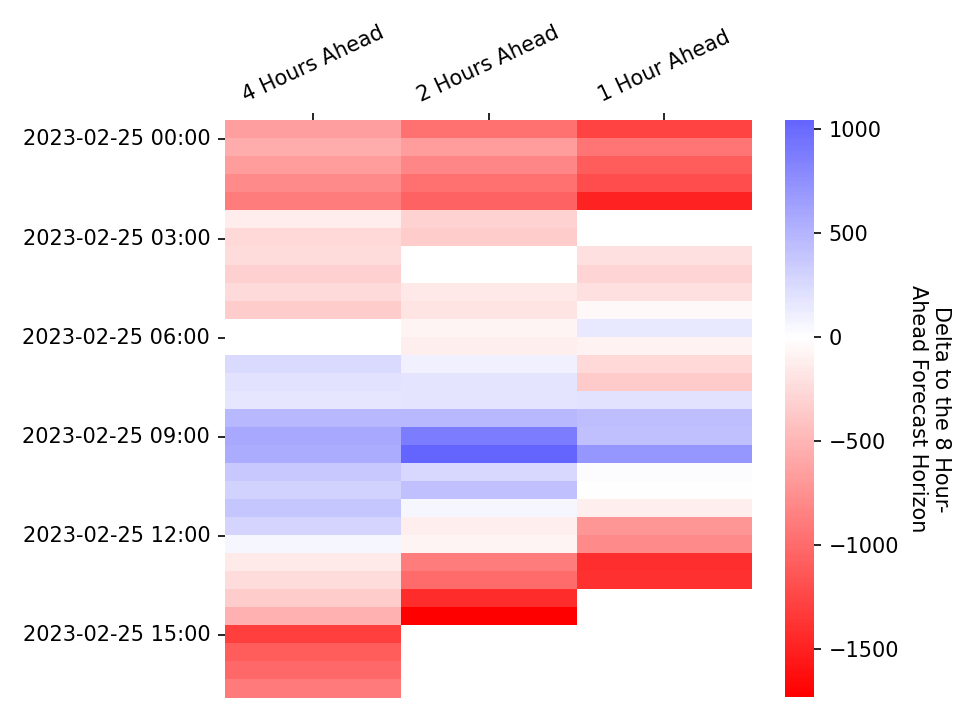 4 Hours Ahead
2 Hours Ahead
1 Hour Ahead
2023-02-25 00:00
2023-02-25 03:00
2023-02-25 06:00
2023-02-25 09:00
2023-02-25 12:00
2023-02-25 15:00
1000
500
0
−500
−1000
−1500
Delta to the 8 Hour-
Ahead Forecast Horizon